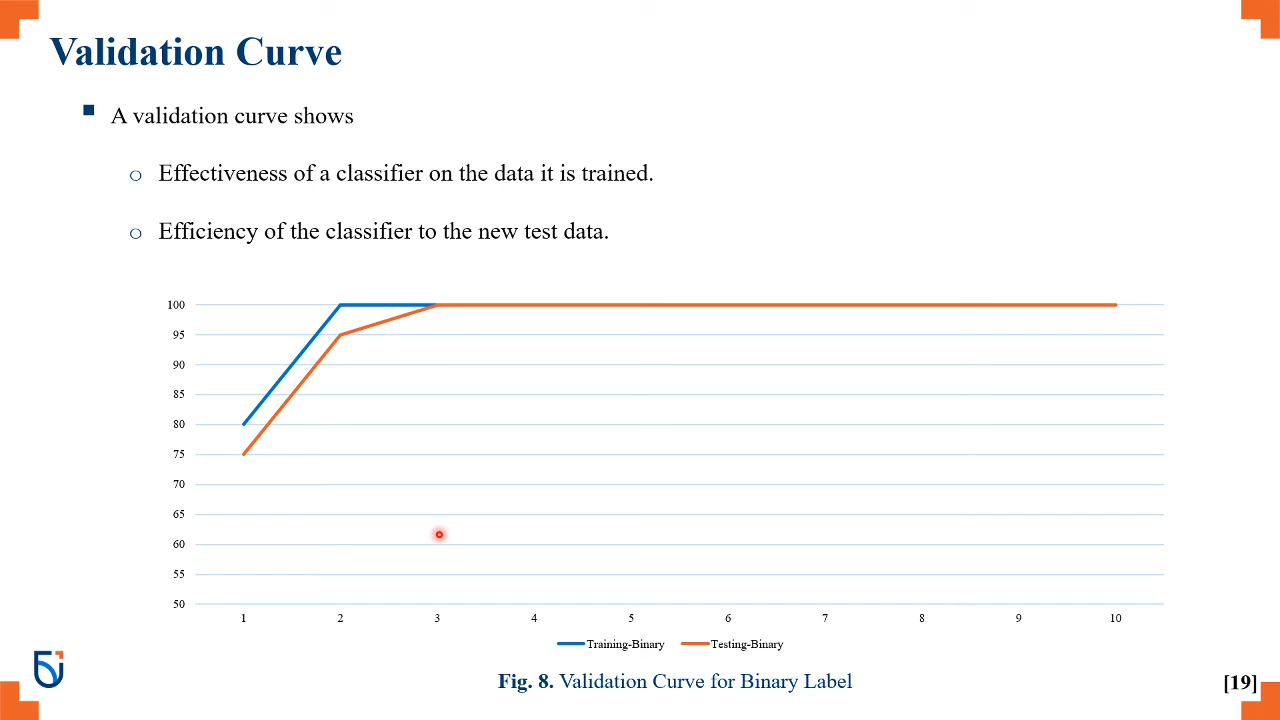 Validation Curve
A validation curve shows
Effectiveness of a classifier on the data it is trained.
Efficiency of the classifier to the new test data.
100
95
90
85
80
75
70
65
60
55
50
1 2 3 4 5 6 7 8 9 10
Training-Binary Testing-Binary
Fig. 8. Validation Curve for Binary Label
[19]